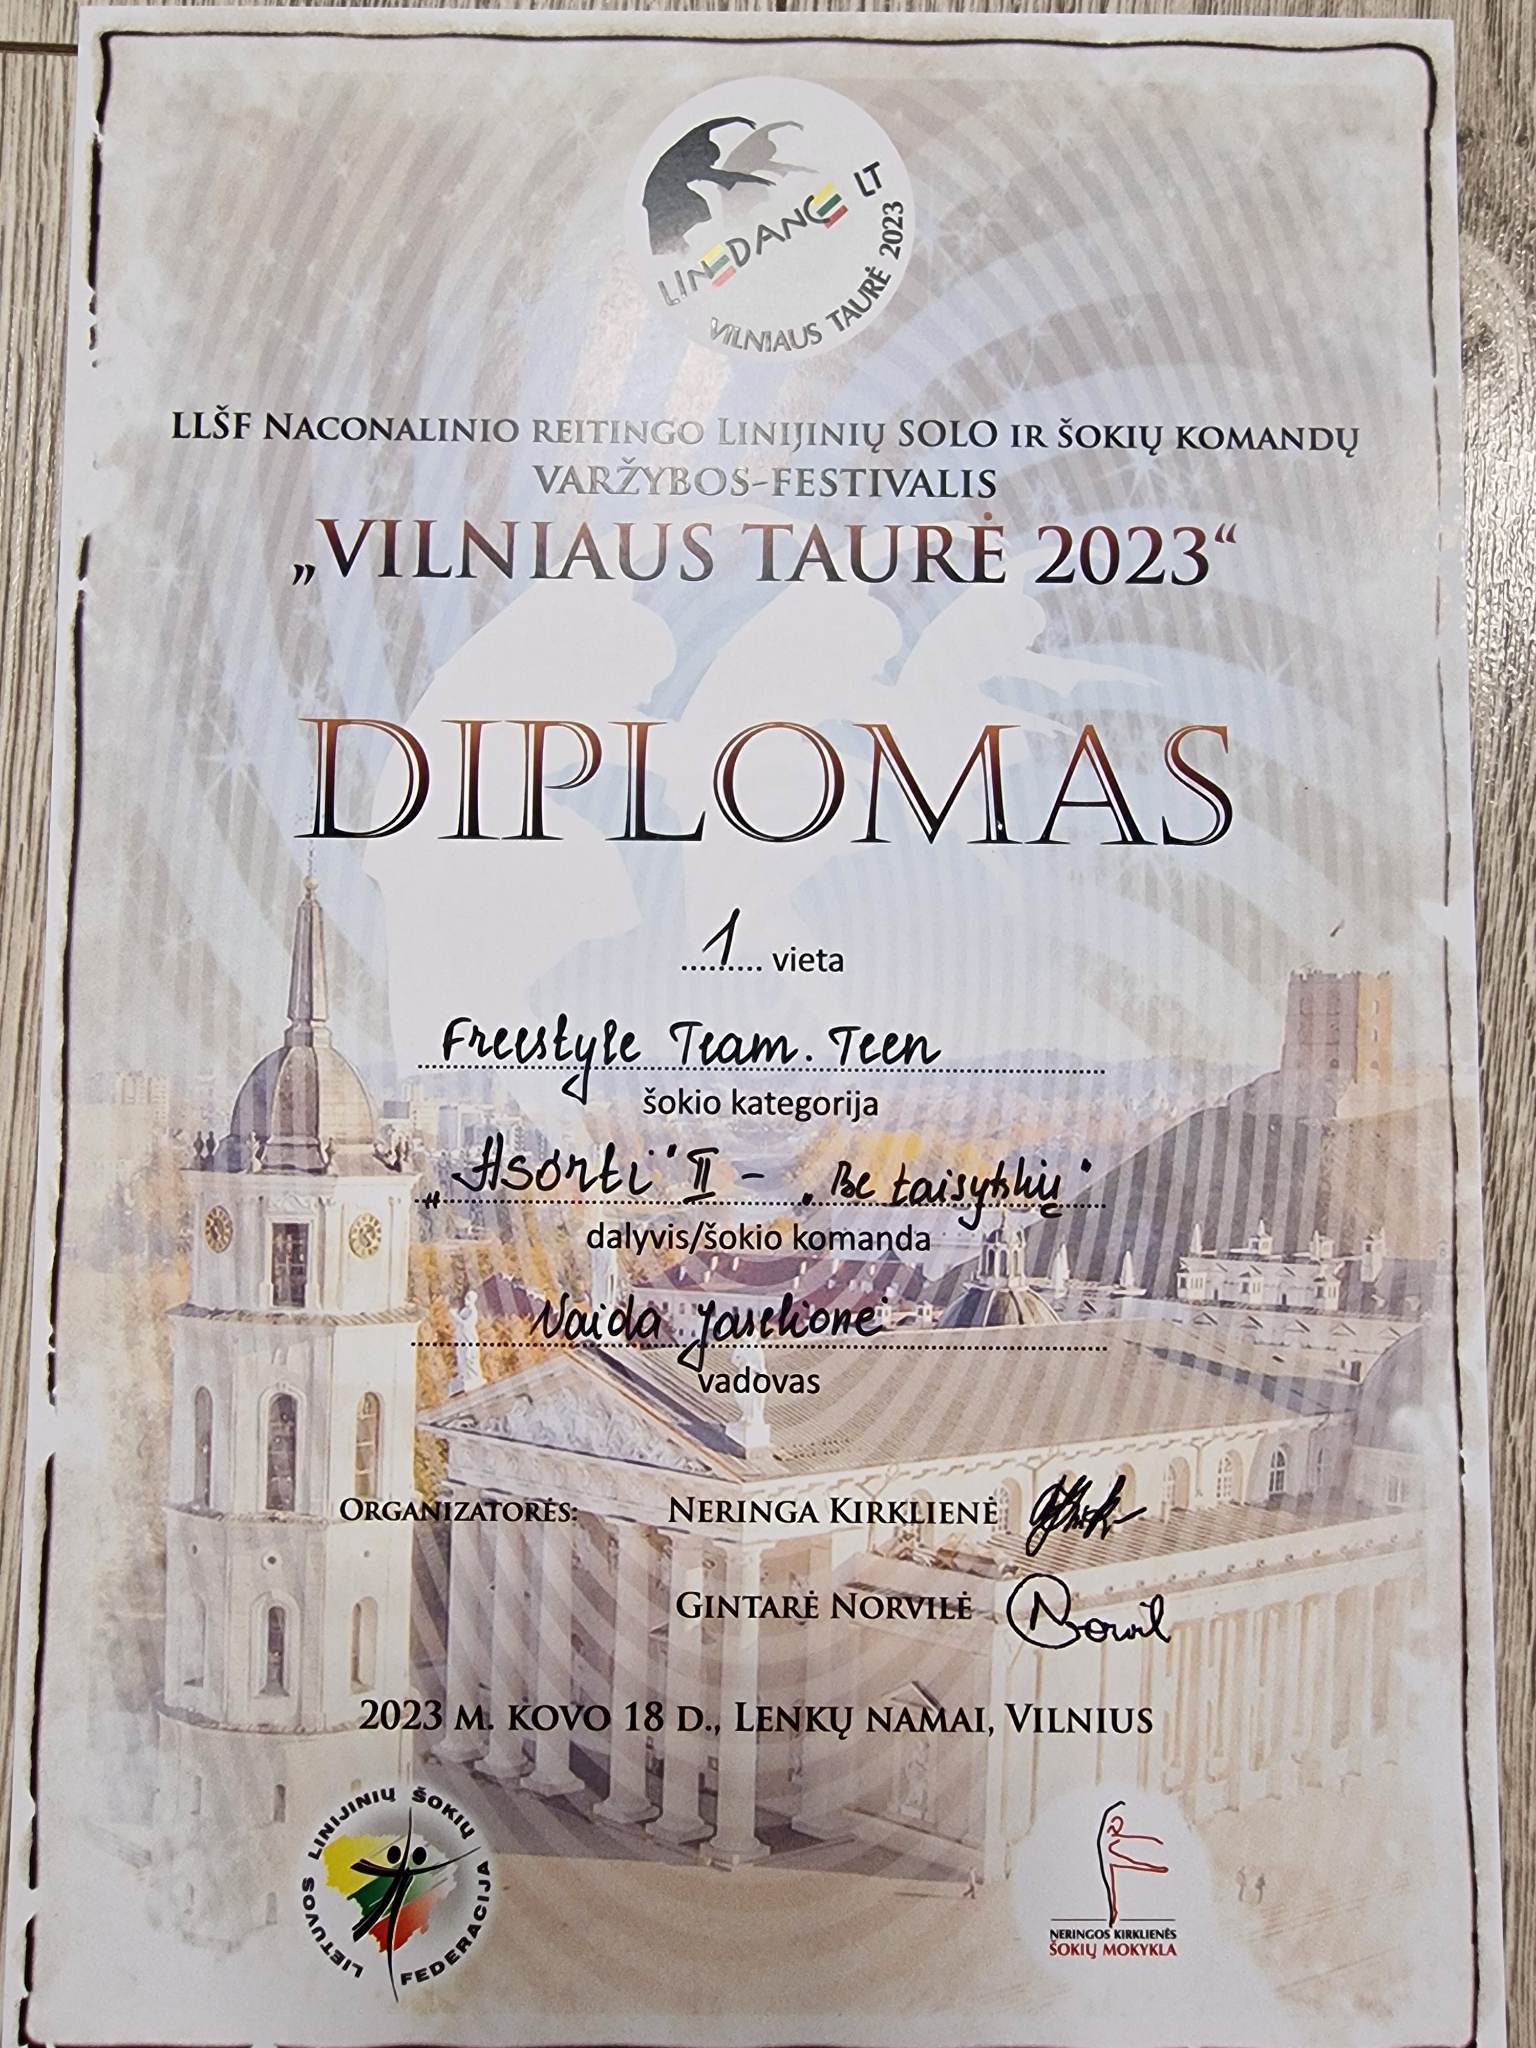 LINEDANCE LT
VILNIAUS TAURĖ 2023
LLŠF NACONALINIO REITINGO LINIJINIŲ SOLO IR ŠOKIŲ KOMANDŲ
VARŽYBOS-FESTIVALIS
„VILNIAUS TAURĖ 2023“
DIPLOMAS
1 vieta
Freestyle Team. Teen
šokio kategorija
„Asorti" II - „Be taisyklių"
dalyvis/šokio komanda
Vaida Jaselionė
vadovas
ORGANIZATORĖS: NERINGA KIRKLIENĖ
GINTARĖ NORVILĖ
2023 M. KOVO 18 D., LENKŲ NAMAI, VILNIUS
LIETUVOS LINIJINIŲ ŠOKIŲ FEDERACIJA
NERINGOS KIRKLIENĖS
ŠOKIŲ MOKYKLA